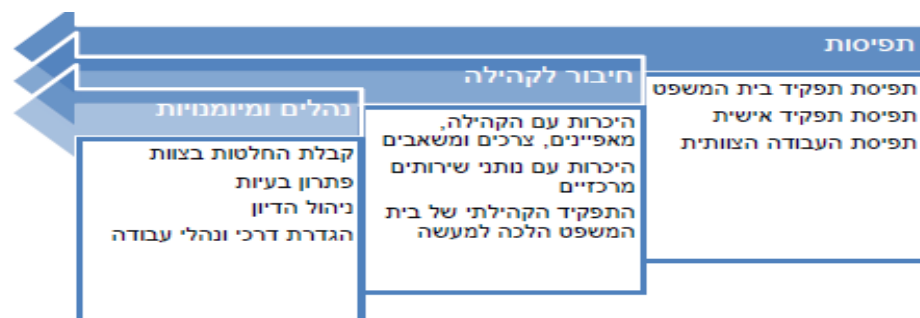 תפיסות
תפיסת תפקיד בית המשפט
תפיסת תפקיד אישית
תפיסת העבודה הצוותית
חיבור לקהילה
היכרות עם הקהילה,
מאפיינים, צרכים ומשאבים
היכרות עם נותני שירותים
מרכזיים
התפקיד הקהילתי של בית
המשפט הלכה למעשה
נהלים ומיומנויות
קבלת החלטות בצוות
פתרון בעיות
ניהול הדיון
הגדרת דרכי ונהלי עבודה